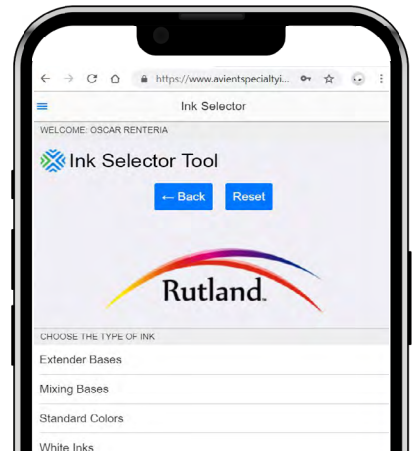 https://www.avientspecialtyi...
Ink Selector
WELCOME: OSCAR RENTERIA
Ink Selector Tool
← Back Reset
Rutland
CHOOSE THE TYPE OF INK
Extender Bases
Mixing Bases
Standard Colors
White Inks